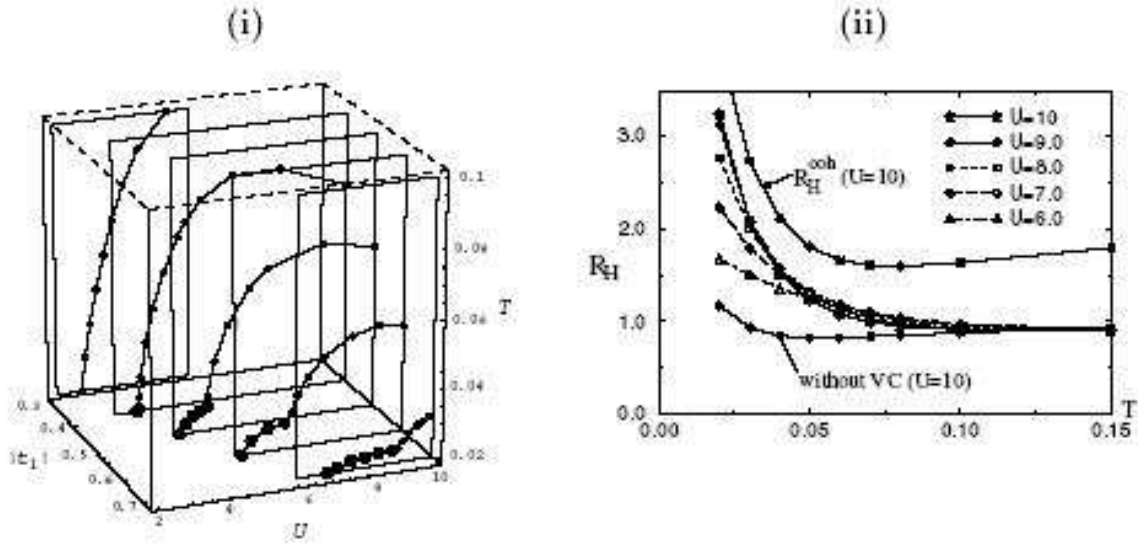 (i)
(ii)
0.1
0.08
0.06
0.04
0.02
T
0.3
0.4
0.5
0.6
0.7
|t₁|
2
4
6
8
10
U
3.0
2.0
1.0
0.0
R_H
R_H^coh (U=10)
without VC (U=10)
U=10
U=9.0
U=8.0
U=7.0
U=6.0
0.00
0.05
0.10
0.15
T